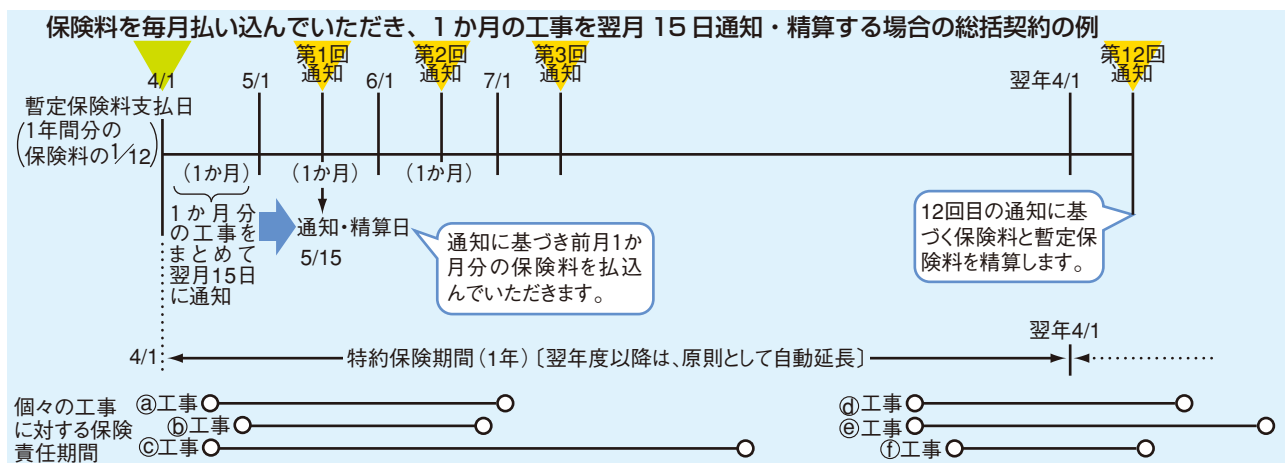 保険料を毎月払い込んでいただき、1か月の工事を翌月15日通知・精算する場合の総括契約の例
第1回
通知
第2回
通知
第3回
通知
第12回
通知
4/1
5/1
6/1
7/1
翌年4/1
暫定保険料支払日
(1年間分の
保険料の1/12)
(1か月)
(1か月)
(1か月)
1か月分
の工事を
まとめて
翌月15日
に通知
通知・精算日
5/15
通知に基づき前月1か
月分の保険料を払込
んでいただきます。
12回目の通知に基
づく保険料と暫定保
険料を精算します。
翌年4/1
4/1
特約保険期間(1年)〔翌年度以降は、原則として自動延長〕
個々の工事
に対する保険
責任期間
ⓐ工事
ⓑ工事
ⓒ工事
ⓓ工事
ⓔ工事
ⓕ工事